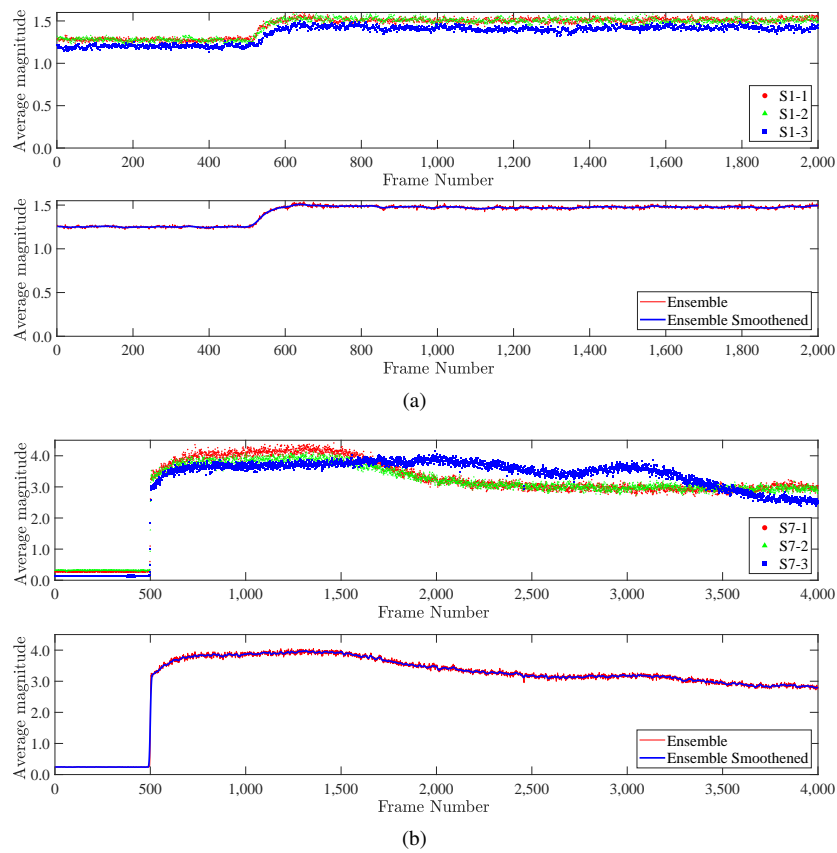 Average magnitude
1.5
1.0
0.5
0.0
S1-1
S1-2
S1-3
0 200 400 600 800 1,000 1,200 1,400 1,600 1,800 2,000
Frame Number
Average magnitude
1.5
1.0
0.5
0.0
Ensemble
Ensemble Smoothened
0 200 400 600 800 1,000 1,200 1,400 1,600 1,800 2,000
Frame Number
(a)
Average magnitude
4.0
3.0
2.0
1.0
0.0
S7-1
S7-2
S7-3
0 500 1,000 1,500 2,000 2,500 3,000 3,500 4,000
Frame Number
Average magnitude
4.0
3.0
2.0
1.0
0.0
Ensemble
Ensemble Smoothened
0 500 1,000 1,500 2,000 2,500 3,000 3,500 4,000
Frame Number
(b)